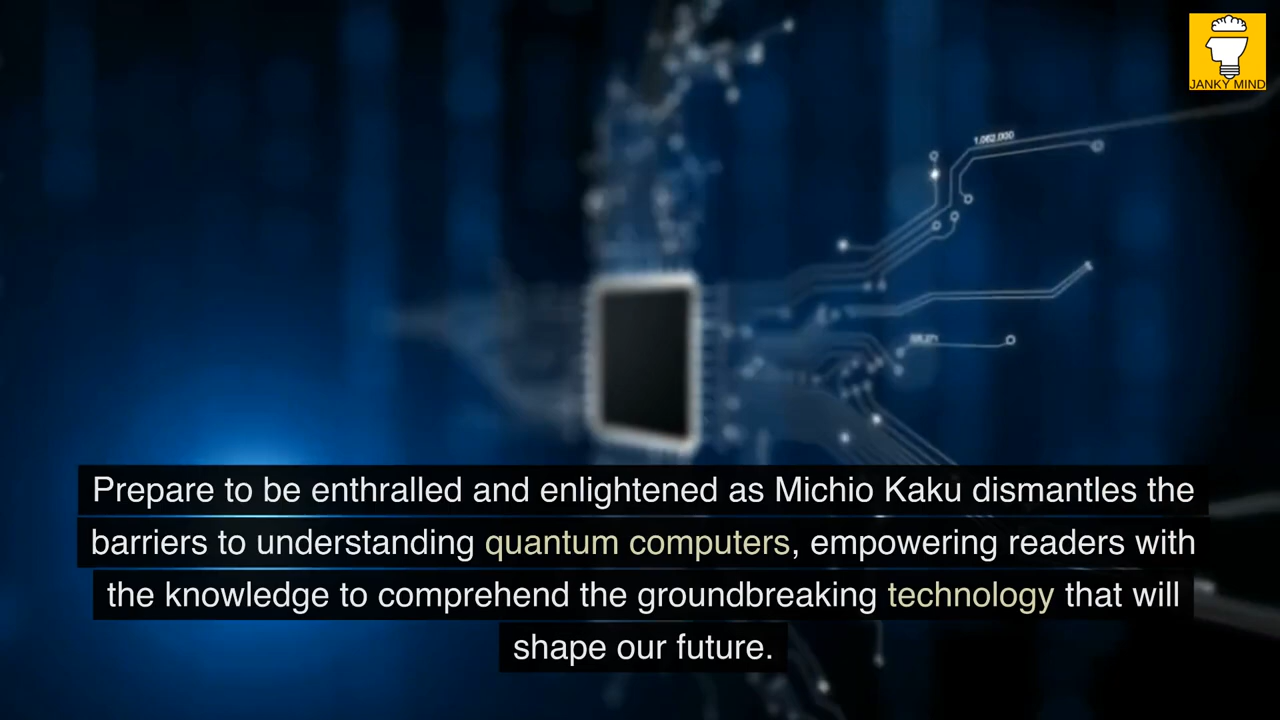 JANKY MIND
1.062.000
Prepare to be enthralled and enlightened as Michio Kaku dismantles the
barriers to understanding quantum computers, empowering readers with
the knowledge to comprehend the groundbreaking technology that will
shape our future.